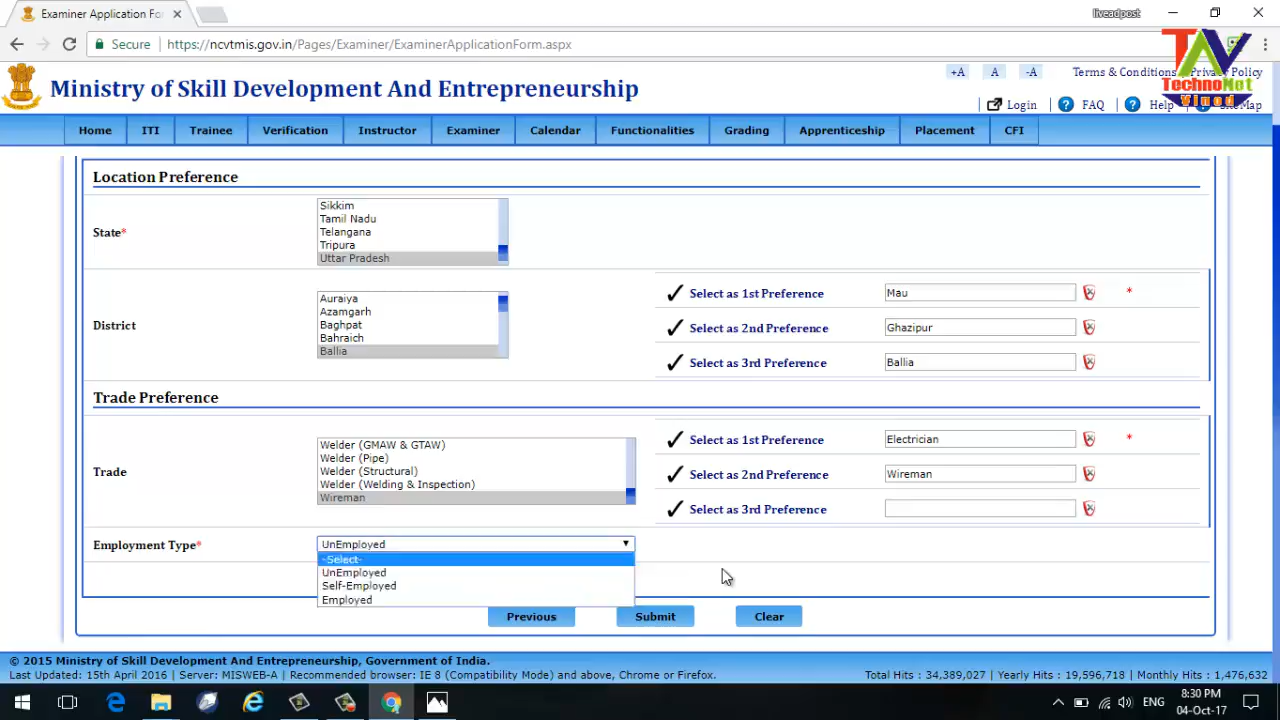 Examiner Application Fo
liveadpost
Secure https://ncvtmis.gov.in/Pages/Examiner/ExaminerApplicationForm.aspx
TNV
TechnoNot
Vinod
Ministry of Skill Development And Entrepreneurship
+A A -A Terms & Conditions Privacy Policy
Login FAQ Help
Home ITI Trainee Verification Instructor Examiner Calendar Functionalities Grading Apprenticeship Placement CFI
Location Preference
State*
Sikkim
Tamil Nadu
Telangana
Tripura
Uttar Pradesh
District
Auraiya
Azamgarh
Baghpat
Bahraich
Ballia
Select as 1st Preference Mau *
Select as 2nd Preference Ghazipur
Select as 3rd Preference Ballia
Trade Preference
Trade
Welder (GMAW & GTAW)
Welder (Pipe)
Welder (Structural)
Welder (Welding & Inspection)
Wireman
Select as 1st Preference Electrician *
Select as 2nd Preference Wireman
Select as 3rd Preference
Employment Type* UnEmployed
-Select-
UnEmployed
Self-Employed
Employed
Previous Submit Clear
© 2015 Ministry of Skill Development And Entrepreneurship, Government of India.
Last Updated: 15th April 2016 | Server: MISWEB-A | Recommended browser: IE 8 (Compatibility Mode) and above, Chrome or Firefox. Total Hits : 34,389,027 | Yearly Hits : 19,596,718 | Monthly Hits : 1,476,632
ENG
8:30 PM
04-Oct-17